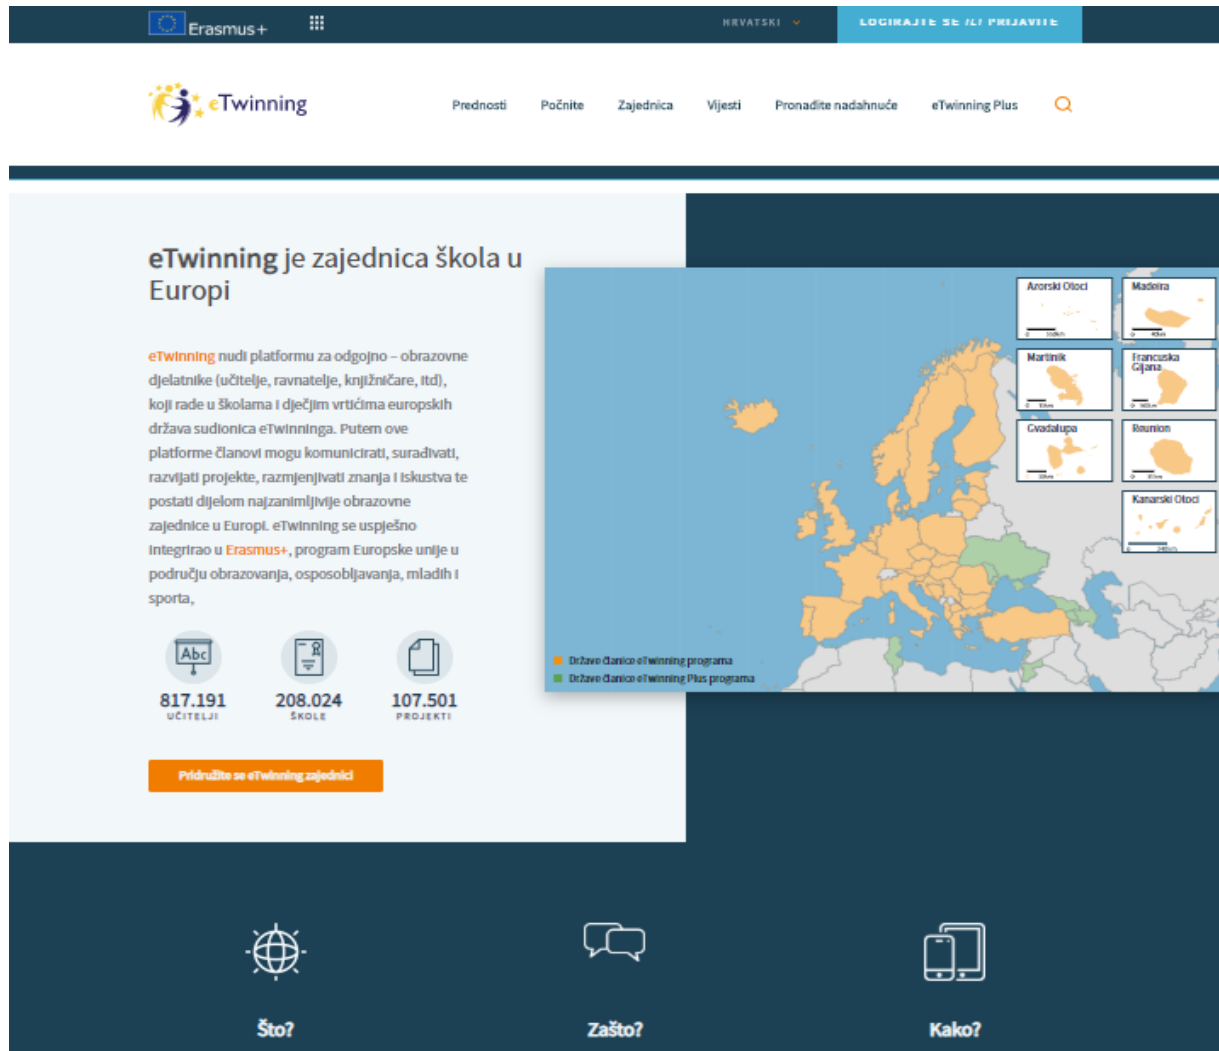 Erasmus+
HRVATSKI
LOGIRAJTE SE ILI PRIJAVITE
eTwinning
Prednosti
Počnite
Zajednica
Vijesti
Pronađite nadahnuće
eTwinning Plus
eTwinning je zajednica škola u
Europi
eTwinning nudi platformu za odgojno – obrazovne
djelatnike (učitelje, ravnatelje, knjižničare, itd),
koji rade u školama i dječjim vrtićima europskih
država sudionica eTwinninga. Putem ove
platforme članovi mogu komunicirati, surađivati,
razvijati projekte, razmjenjivati znanja i iskustva te
postati dijelom najzanimljivije obrazovne
zajednice u Europi. eTwinning se uspješno
integrirao u Erasmus+, program Europske unije u
području obrazovanja, osposobljavanja, mladih i
sporta,
Abc
817.191
UČITELJI
208.024
ŠKOLE
107.501
PROJEKTI
Pridružite se eTwinning zajednici
Azorski Otoci
Madeira
Martinik
Francuska
Gijana
Gvadalupa
Reunion
Kanarski Otoci
Države članice eTwinning programa
Države članice eTwinning Plus programa
Što?
Zašto?
Kako?